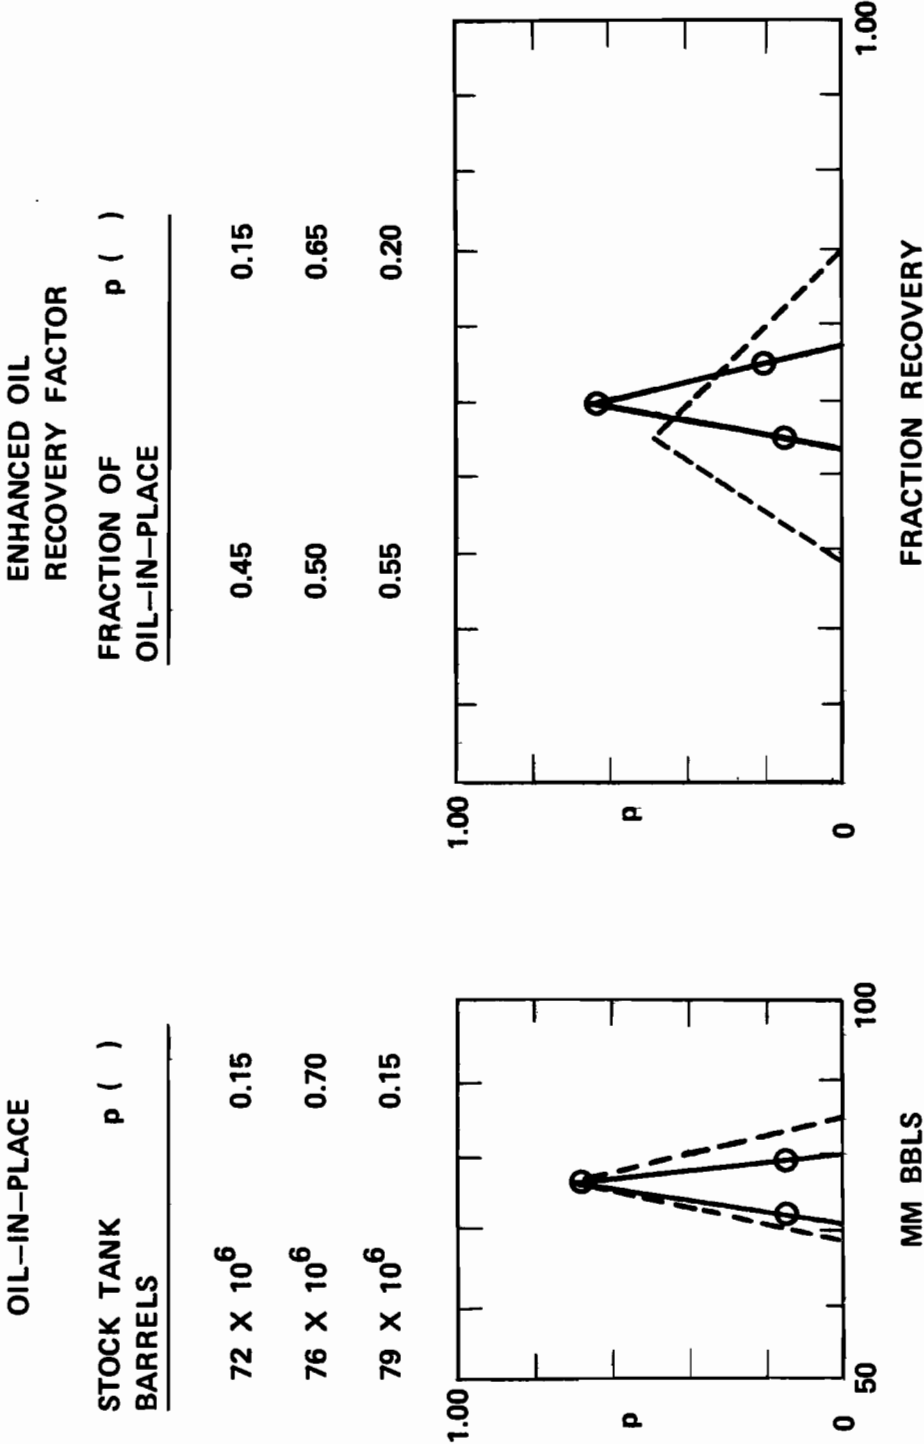 OIL–IN–PLACE
STOCK TANK
BARRELS
p ( )
72 X 10⁶ 0.15
76 X 10⁶ 0.70
79 X 10⁶ 0.15
1.00
p
0
50
100
MM BBLS
ENHANCED OIL
RECOVERY FACTOR
FRACTION OF
OIL–IN–PLACE
p ( )
0.45 0.15
0.50 0.65
0.55 0.20
1.00
p
0
1.00
FRACTION RECOVERY